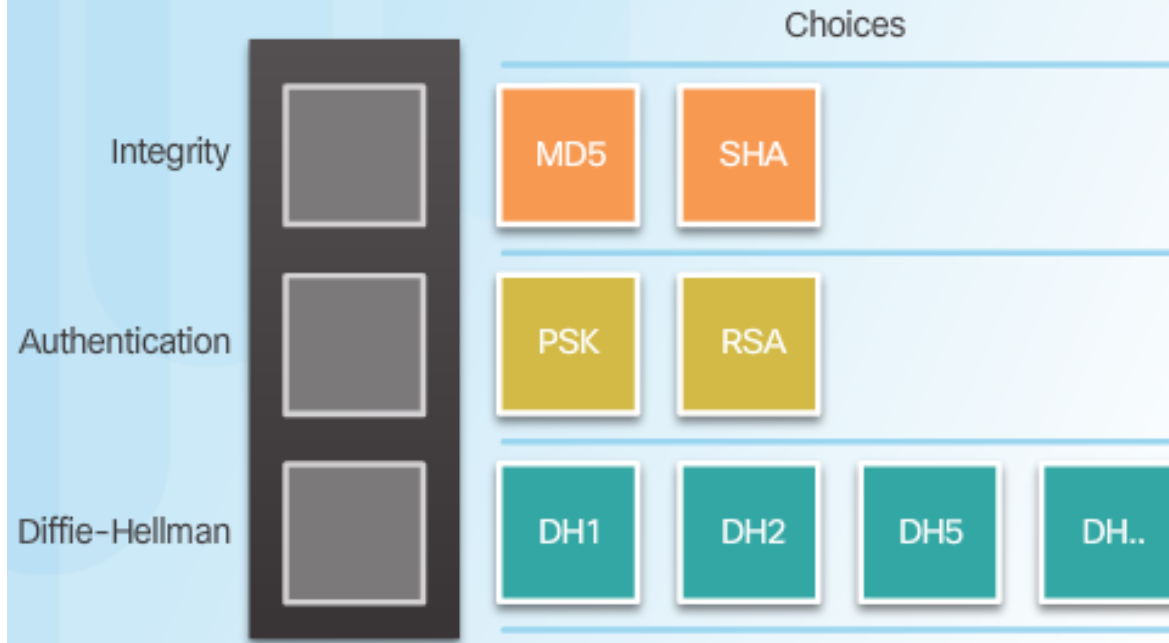 Choices
Integrity MD5 SHA
Authentication PSK RSA
Diffie-Hellman DH1 DH2 DH5 DH..